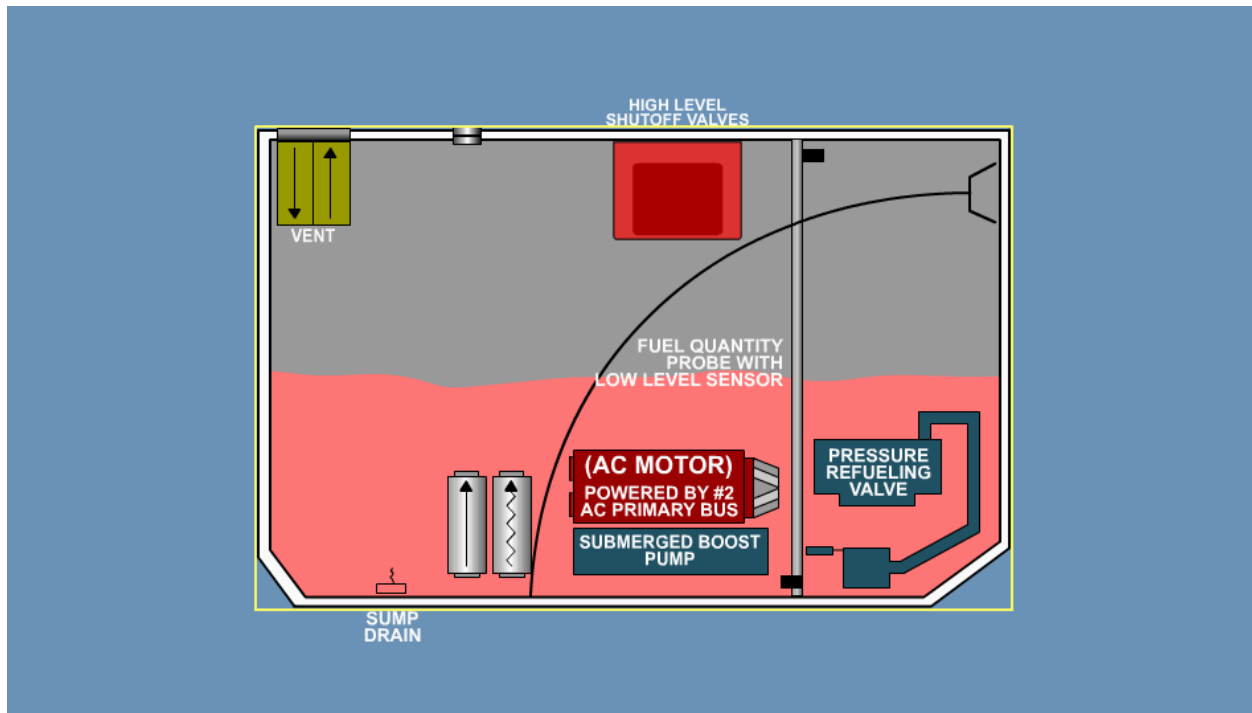 HIGH LEVEL
SHUTOFF VALVES
VENT
FUEL QUANTITY
PROBE WITH
LOW LEVEL SENSOR
(AC MOTOR)
POWERED BY #2
AC PRIMARY BUS
PRESSURE
REFUELING
VALVE
SUBMERGED BOOST
PUMP
SUMP
DRAIN